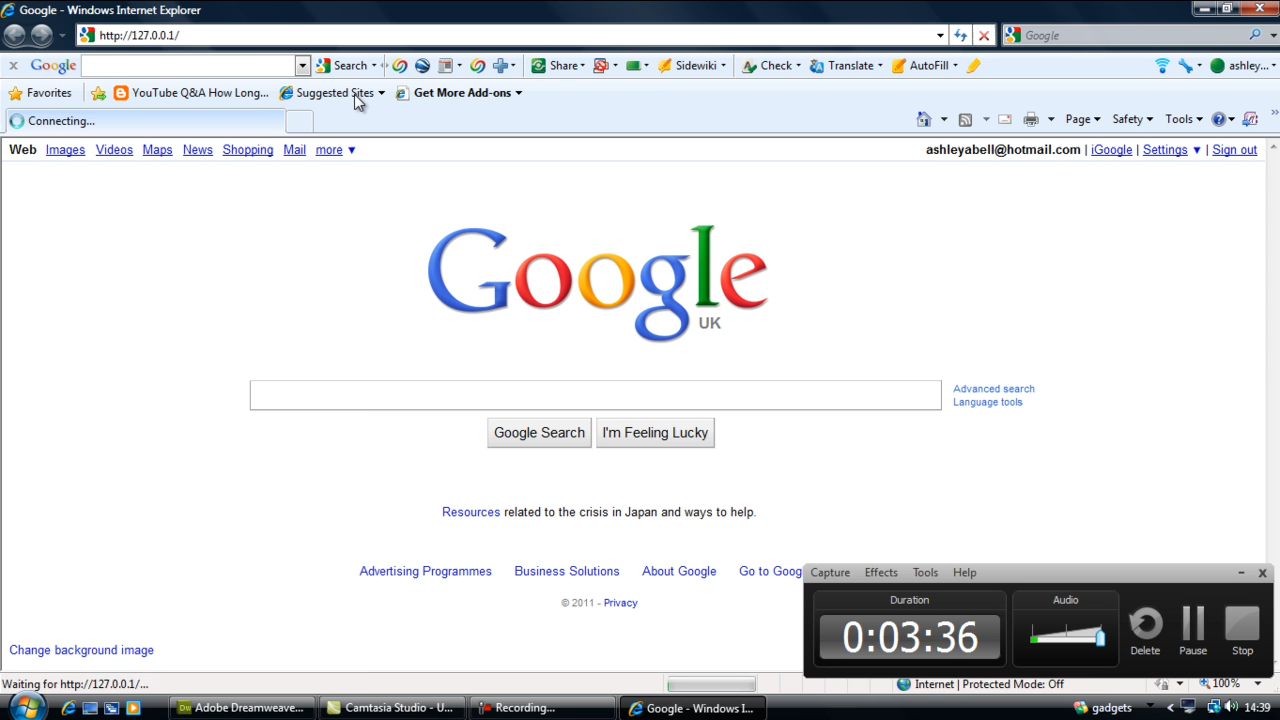 Google - Windows Internet Explorer
http://127.0.0.1/
Google
Google
Search
Share
Sidewiki
Check
Translate
AutoFill
ashley...
Favorites
YouTube Q&A How Long...
Suggested Sites
Get More Add-ons
Connecting...
Page
Safety
Tools
Web Images Videos Maps News Shopping Mail more
ashleyabell@hotmail.com | iGoogle | Settings | Sign out
Google
UK
Advanced search
Language tools
Google Search
I'm Feeling Lucky
Resources related to the crisis in Japan and ways to help.
Advertising Programmes Business Solutions About Google Go to Goog
© 2011 - Privacy
Change background image
Capture Effects Tools Help
Duration
Audio
0:03:36
Delete
Pause
Stop
Waiting for http://127.0.0.1/...
Internet | Protected Mode: Off
100%
Adobe Dreamweave...
Camtasia Studio - U...
Recording...
Google - Windows I...
gadgets
14:39